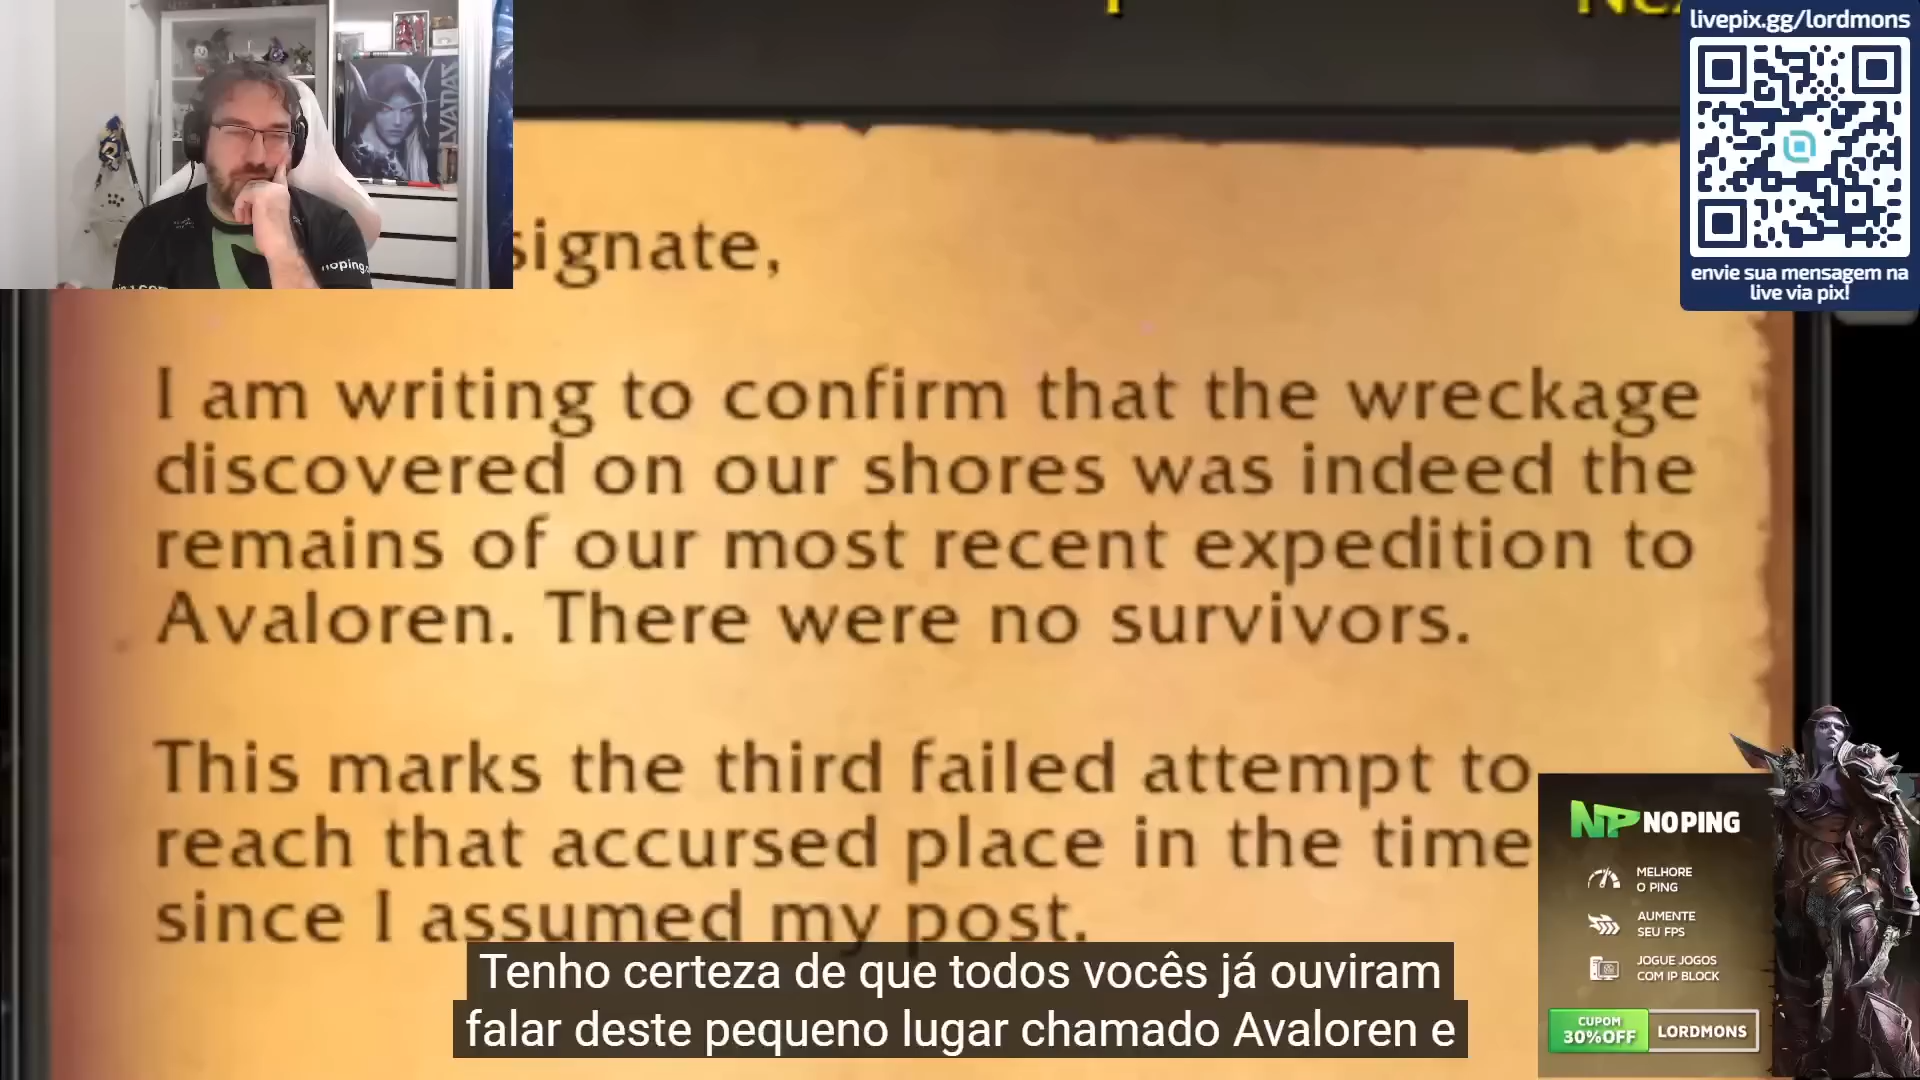 livepix.gg/lordmons
envie sua mensagem na
live via pix!
signate,
I am writing to confirm that the wreckage
discovered on our shores was indeed the
remains of our most recent expedition to
Avaloren. There were no survivors.
This marks the third failed attempt to
reach that accursed place in the time
since I assumed my post.
NP NOPING
MELHORE
O PING
AUMENTE
SEU FPS
JOGUE JOGOS
COM IP BLOCK
CUPOM
30%OFF
LORDMONS
Tenho certeza de que todos vocês já ouviram
falar deste pequeno lugar chamado Avaloren e